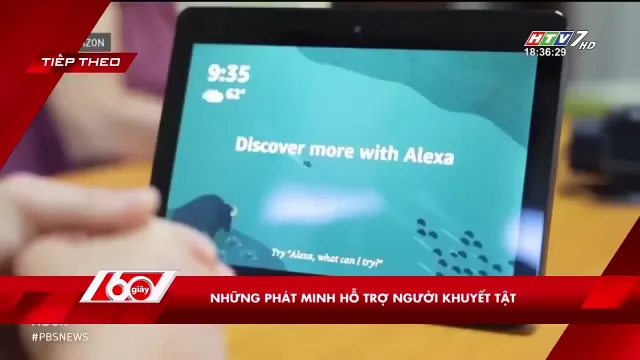 AZON
TIẾP THEO
HTV7 HD
18:36:29
9:35
62°
Discover more with Alexa
Try "Alexa, what can I try?"
60 giây
NHỮNG PHÁT MINH HỖ TRỢ NGƯỜI KHUYẾT TẬT
#PBSNEWS